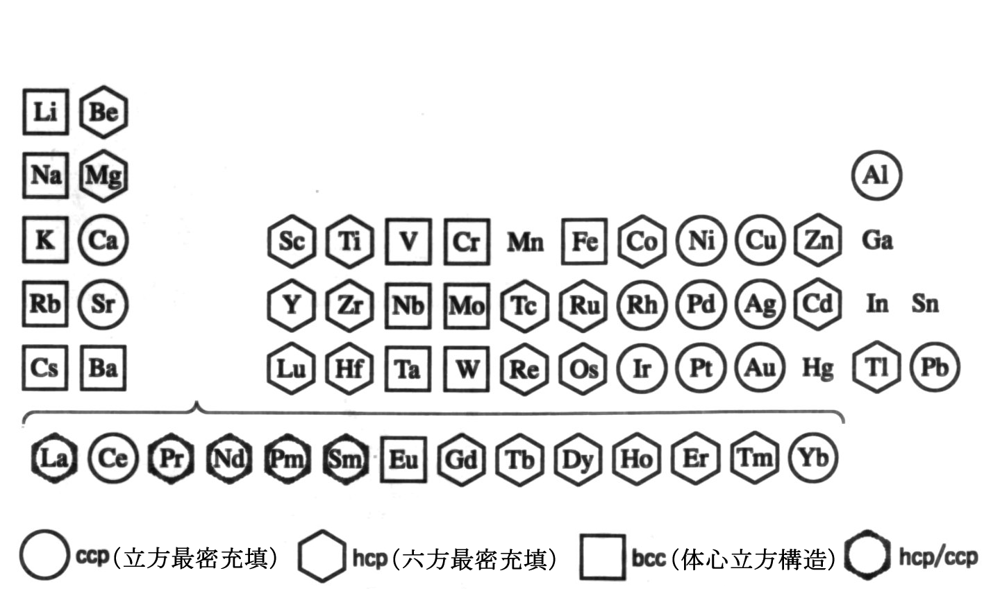 Li Be
Na Mg Al
K Ca Sc Ti V Cr Mn Fe Co Ni Cu Zn Ga
Rb Sr Y Zr Nb Mo Tc Ru Rh Pd Ag Cd In Sn
Cs Ba Lu Hf Ta W Re Os Ir Pt Au Hg Tl Pb
La Ce Pr Nd Pm Sm Eu Gd Tb Dy Ho Er Tm Yb
ccp(立方最密充填) hcp(六方最密充填) bcc(体心立方構造) hcp/ccp